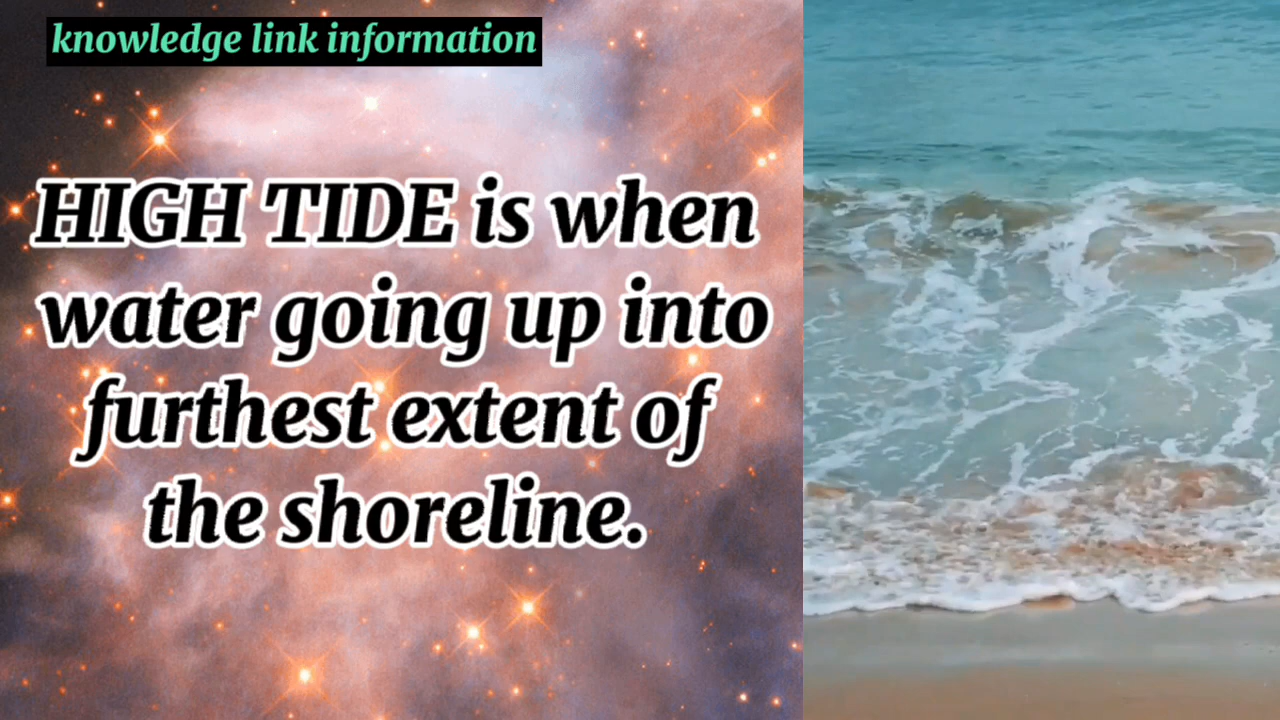 knowledge link information
HIGH TIDE is when
water going up into
furthest extent of
the shoreline.